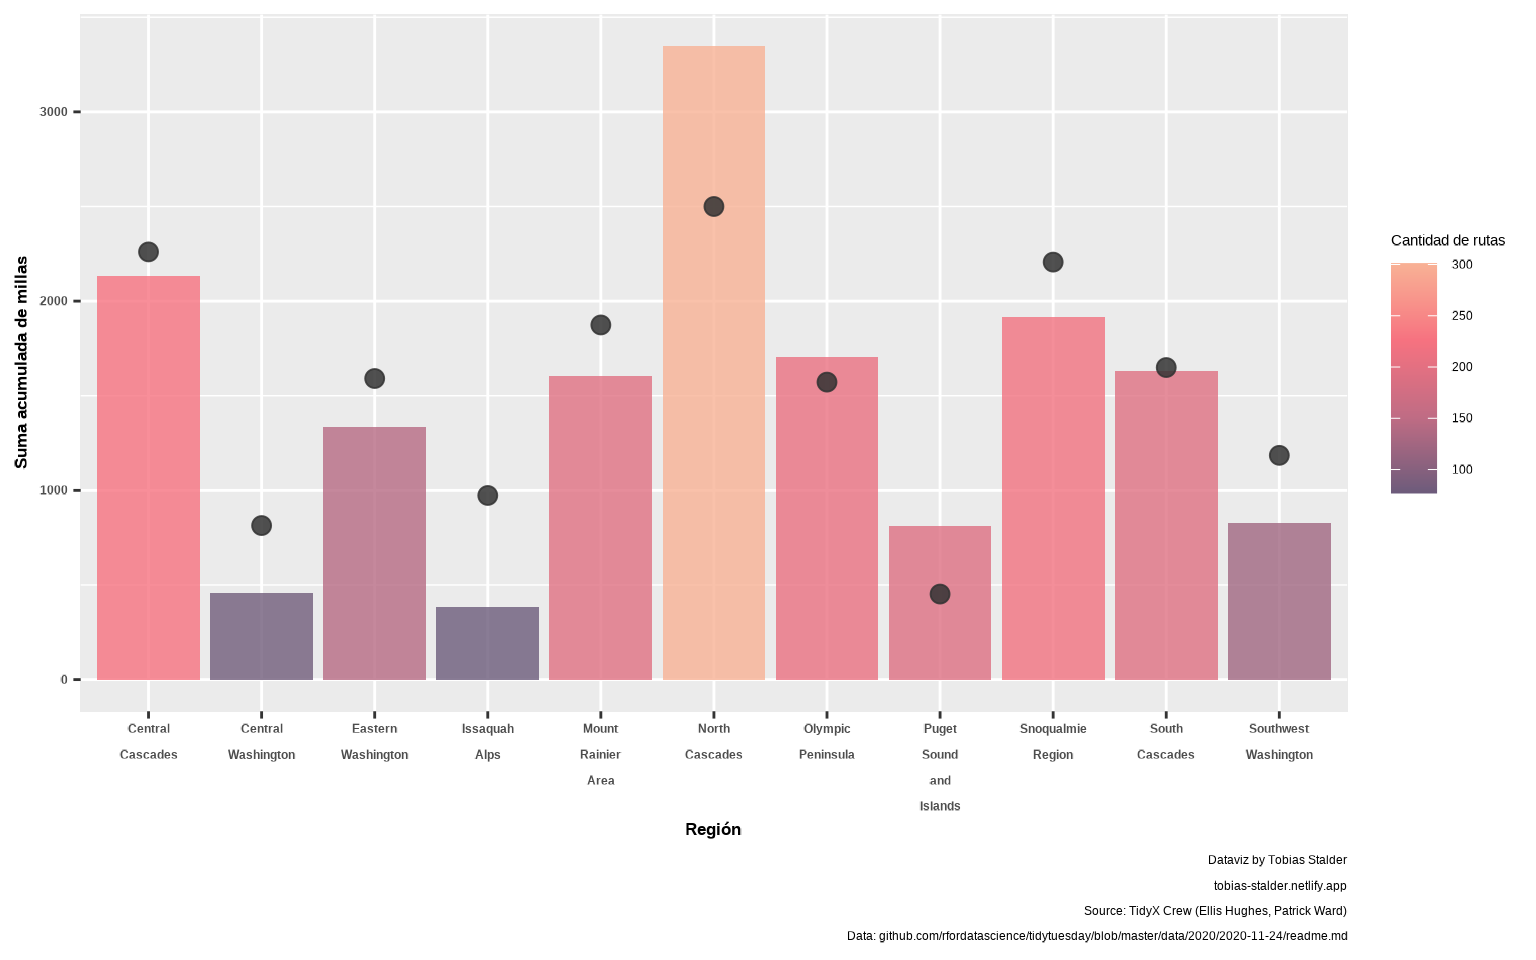 Suma acumulada de millas
3000
2000
1000
0
Central
Cascades
Central
Washington
Eastern
Washington
Issaquah
Alps
Mount
Rainier
Area
North
Cascades
Olympic
Peninsula
Puget
Sound
and
Islands
Snoqualmie
Region
South
Cascades
Southwest
Washington
Región
Cantidad de rutas
300
250
200
150
100
Dataviz by Tobias Stalder
tobias-stalder.netlify.app
Source: TidyX Crew (Ellis Hughes, Patrick Ward)
Data: github.com/rfordatascience/tidytuesday/blob/master/data/2020/2020-11-24/readme.md